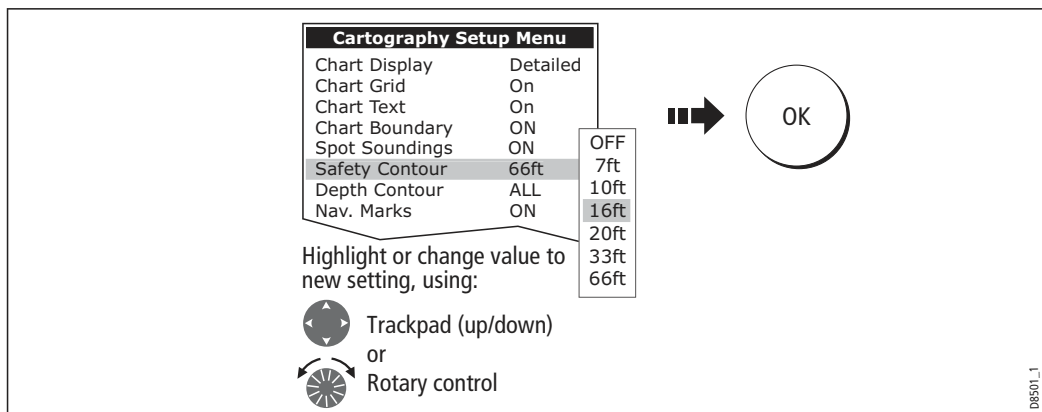 Cartography Setup Menu
Chart Display Detailed
Chart Grid On
Chart Text On
Chart Boundary ON
Spot Soundings ON
Safety Contour 66ft
Depth Contour ALL
Nav. Marks ON
OFF
7ft
10ft
16ft
20ft
33ft
66ft
OK
Highlight or change value to
new setting, using:
Trackpad (up/down)
or
Rotary control
D8501_1